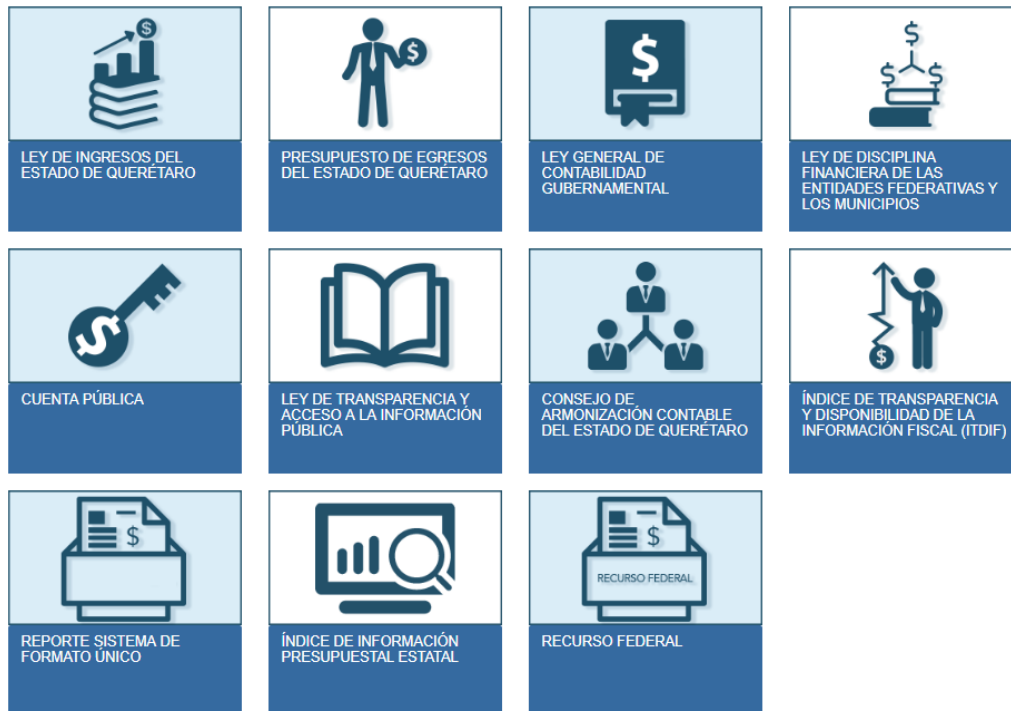 $
$
$
$
$
$
LEY DE INGRESOS DEL
ESTADO DE QUERÉTARO
PRESUPUESTO DE EGRESOS
DEL ESTADO DE QUERÉTARO
LEY GENERAL DE
CONTABILIDAD
GUBERNAMENTAL
LEY DE DISCIPLINA
FINANCIERA DE LAS
ENTIDADES FEDERATIVAS Y
LOS MUNICIPIOS
$
$
CUENTA PÚBLICA
LEY DE TRANSPARENCIA Y
ACCESO A LA INFORMACIÓN
PÚBLICA
CONSEJO DE
ARMONIZACIÓN CONTABLE
DEL ESTADO DE QUERÉTARO
ÍNDICE DE TRANSPARENCIA
Y DISPONIBILIDAD DE LA
INFORMACIÓN FISCAL (ITDIF)
$
$
RECURSO FEDERAL
REPORTE SISTEMA DE
FORMATO ÚNICO
ÍNDICE DE INFORMACIÓN
PRESUPUESTAL ESTATAL
RECURSO FEDERAL